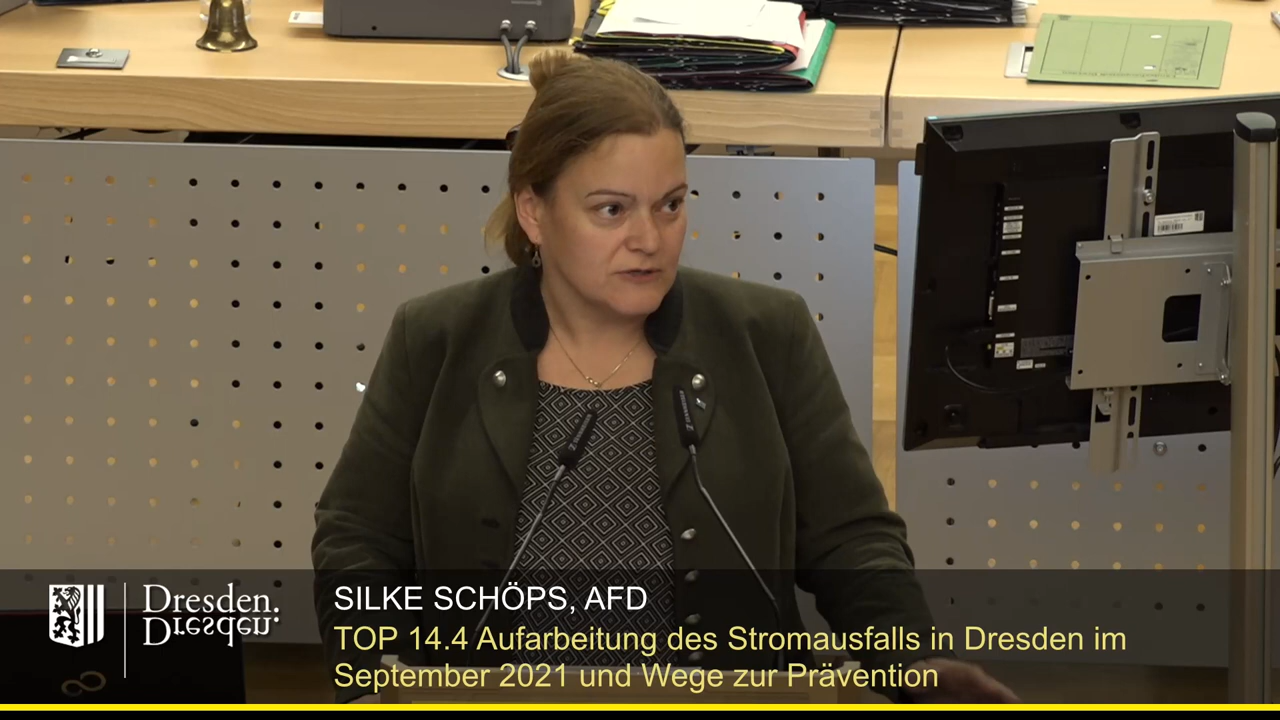 SILKE SCHÖPS, AFD
Dresden.
Dresden.
TOP 14.4 Aufarbeitung des Stromausfalls in Dresden im
September 2021 und Wege zur Prävention